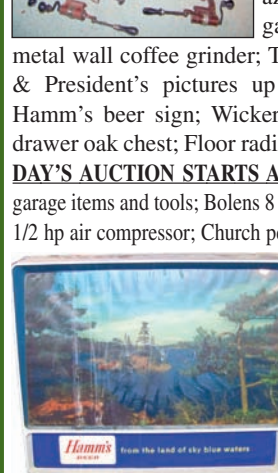 metal wall coffee grinder; T
& President's pictures up
Hamm's beer sign; Wicker
drawer oak chest; Floor radi
DAY'S AUCTION STARTS A
garage items and tools; Bolens 8
1/2 hp air compressor; Church p
Hamm's
BEER
from the land of sky blue waters